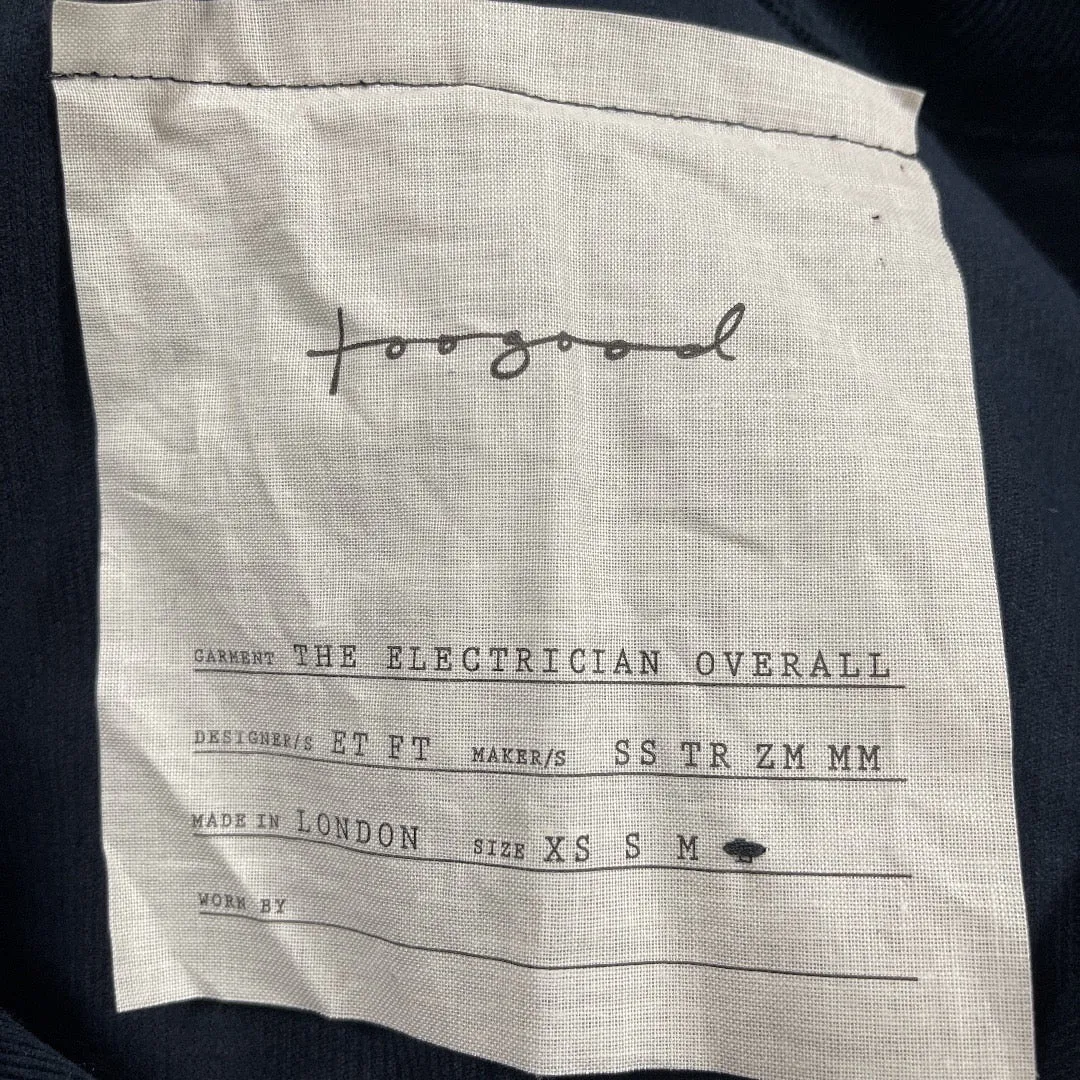 toogood
GARMENT THE ELECTRICIAN OVERALL
DESIGNER/S ET FT MAKER/S SS TR ZM MM
MADE IN LONDON SIZE XS S M
WORN BY